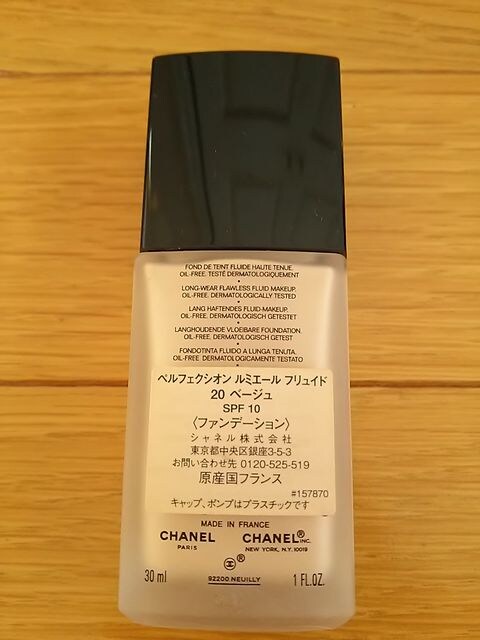 FOND DE TEINT FLUIDE HAUTE TENUE.
OIL-FREE. TESTÉ DERMATOLOGIQUEMENT
•
LONG-WEAR FLAWLESS FLUID MAKEUP.
OIL-FREE. DERMATOLOGICALLY TESTED
•
LANG HAFTENDES FLUID-MAKEUP.
OIL-FREE. DERMATOLOGISCH GETESTET
•
LANGHOUDENDE VLOEIBARE FOUNDATION.
OIL-FREE. DERMATOLOGISCH GETEST
•
FONDOTINTA FLUIDO A LUNGA TENUTA.
OIL-FREE. DERMATOLOGICAMENTE TESTATO
ペルフェクシオン ルミエール フリュイド
20 ベージュ
SPF 10
〈ファンデーション〉
シャネル株式会社
東京都中央区銀座3-5-3
お問い合わせ先 0120-525-519
原産国フランス
#157870
キャップ、ポンプはプラスチックです
MADE IN FRANCE
CHANEL CHANEL® INC.
PARIS NEW YORK, N.Y. 10019
®
92200 NEUILLY
30 ml 1 FL.OZ.